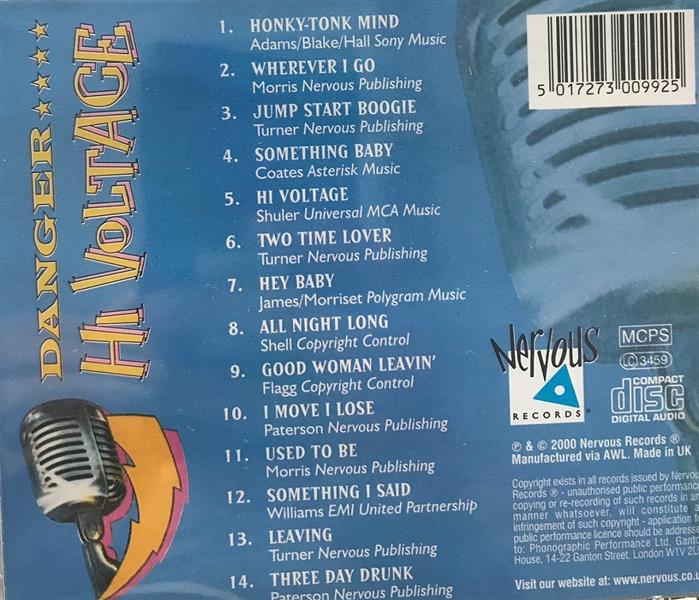 DANGER
HI VOLTAGE
1. HONKY-TONK MIND
Adams/Blake/Hall Sony Music
2. WHEREVER I GO
Morris Nervous Publishing
3. JUMP START BOOGIE
Turner Nervous Publishing
4. SOMETHING BABY
Coates Asterisk Music
5. HI VOLTAGE
Shuler Universal MCA Music
6. TWO TIME LOVER
Turner Nervous Publishing
7. HEY BABY
James/Morriset Polygram Music
8. ALL NIGHT LONG
Shell Copyright Control
9. GOOD WOMAN LEAVIN'
Flagg Copyright Control
10. I MOVE I LOSE
Paterson Nervous Publishing
11. USED TO BE
Morris Nervous Publishing
12. SOMETHING I SAID
Williams EMI United Partnership
13. LEAVING
Turner Nervous Publishing
14. THREE DAY DRUNK
Paterson Nervous Publishing
5 017273 009925
Nervous
RECORDS®
MCPS
LC 3459
COMPACT
disc
DIGITAL AUDIO
℗ & © 2000 Nervous Records ®
Manufactured via AWL. Made in UK
Copyright exists in all records issued by Nervous
Records ® - unauthorised public performance,
copying or re-recording of such records in any
manner whatsoever, will constitute an
infringement of such copyright - application for
public performance licence should be addressed
to: Phonographic Performance Ltd. Ganton
House, 14-22 Ganton Street, London W1V 2L
Visit our website at: www.nervous.co.u